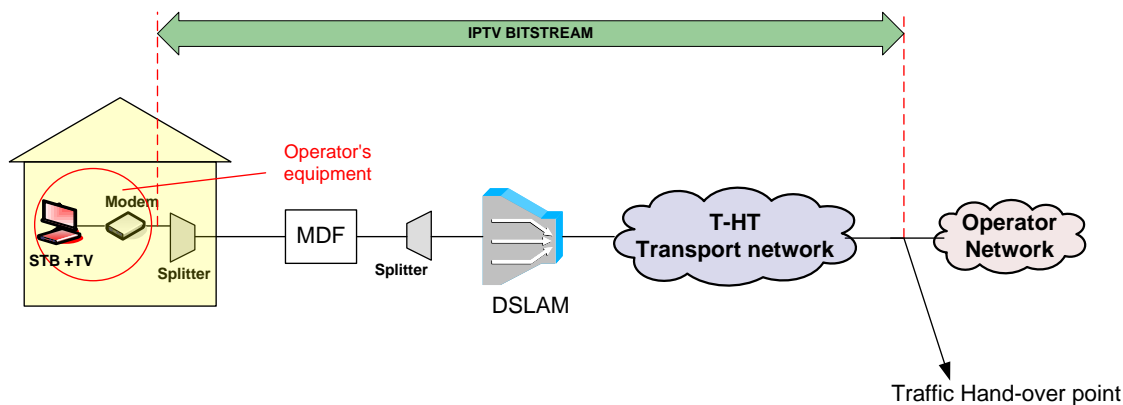 IPTV BITSTREAM
Operator's
equipment
Modem
STB +TV
Splitter
MDF
Splitter
DSLAM
T-HT
Transport network
Operator
Network
Traffic Hand-over point